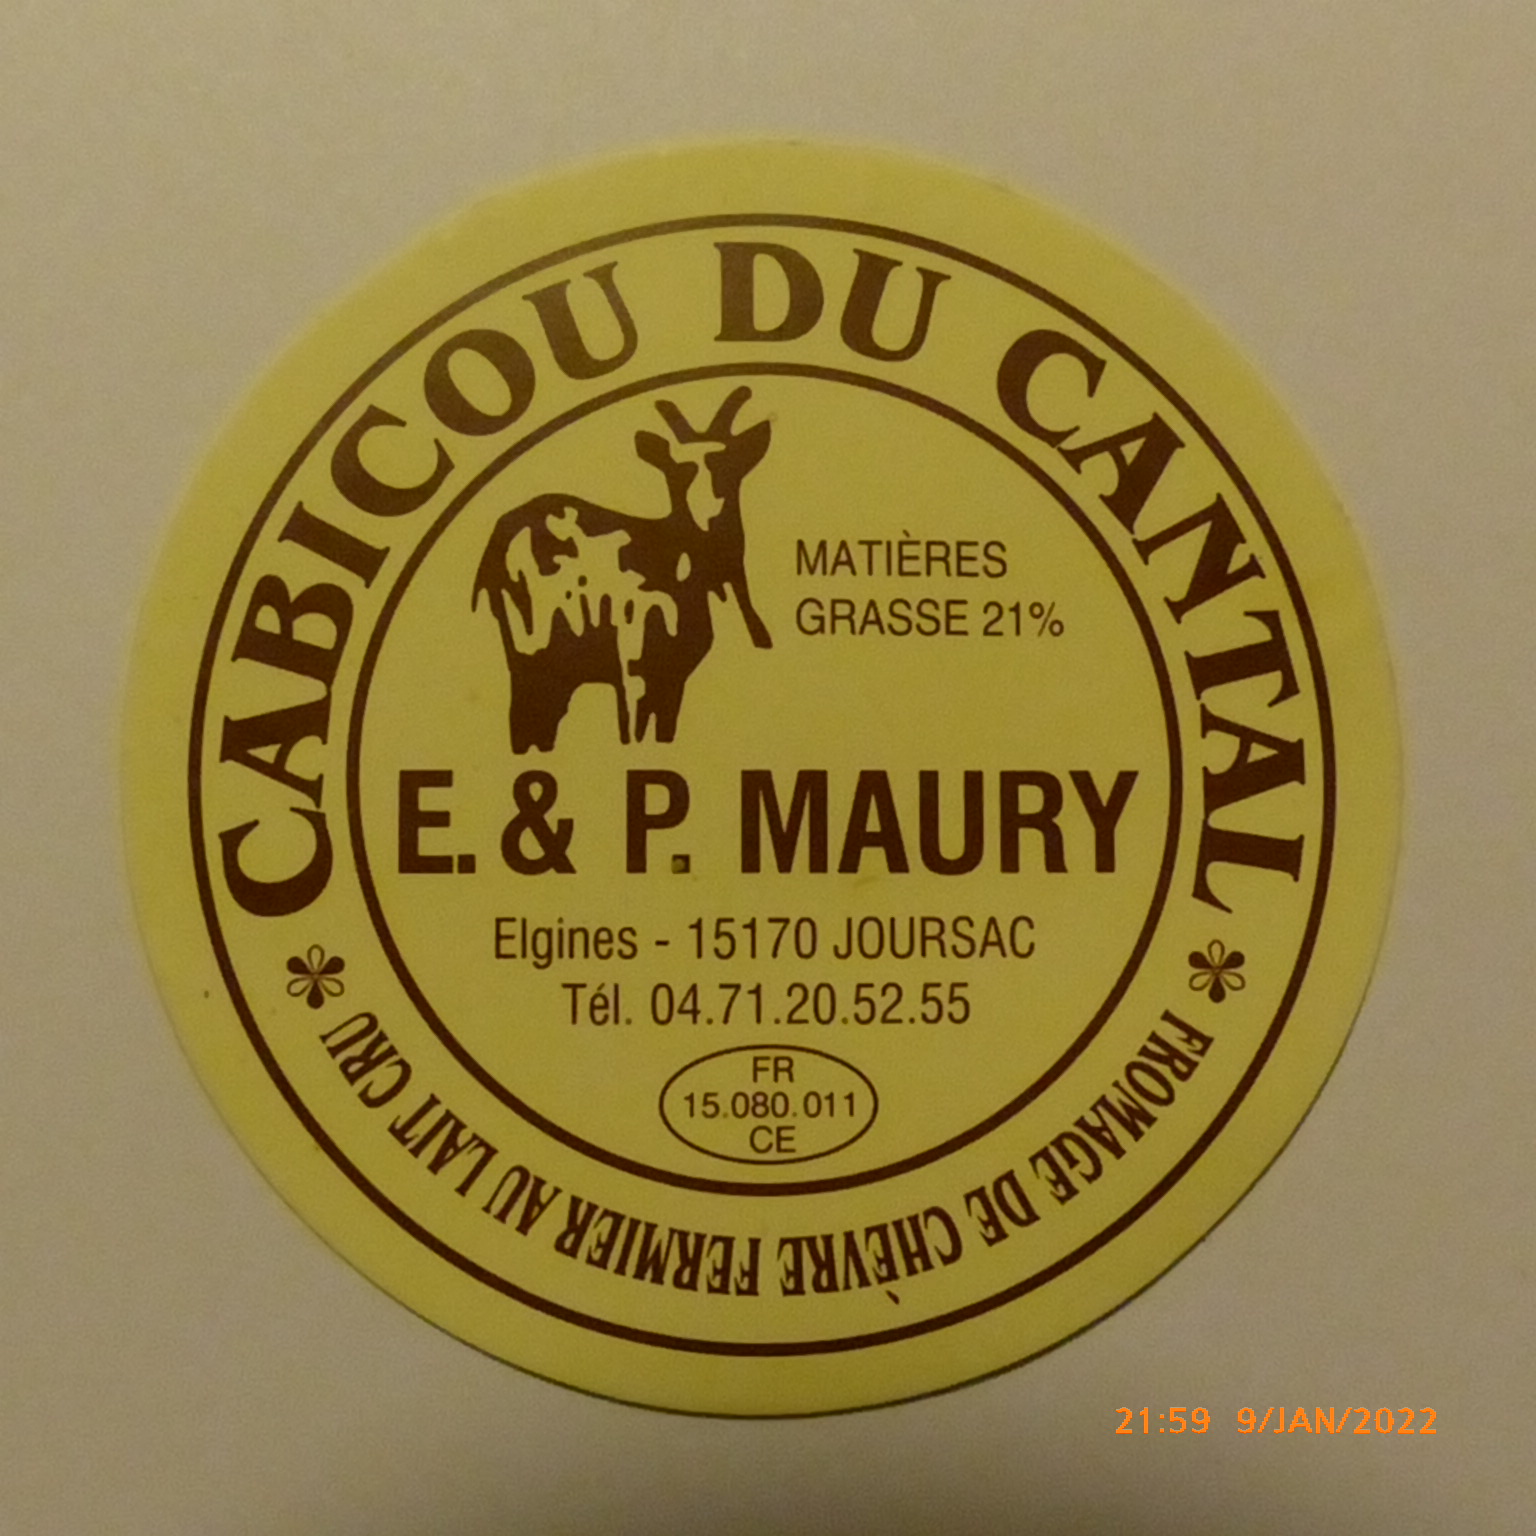 CABICOU DU CANTAL
MATIÈRES
GRASSE 21%
E. & P. MAURY
Elgines - 15170 JOURSAC
Tél. 04.71.20.52.55
FR
15.080.011
CE
FROMAGE DE CHÈVRE FERMIER AU LAIT CRU
21:59 9/JAN/2022